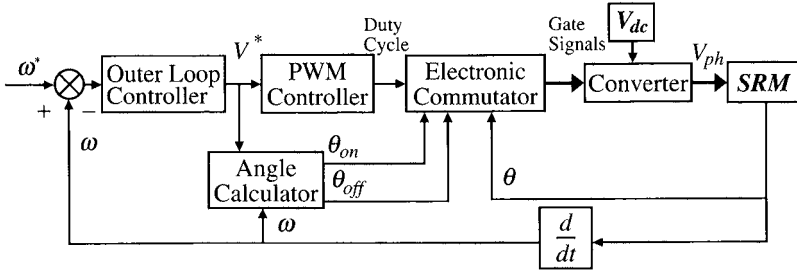 ω*
+
−
ω
Outer Loop
Controller
V*
PWM
Controller
Duty
Cycle
Electronic
Commutator
Gate
Signals
V_dc
Converter
V_ph
SRM
Angle
Calculator
θ_on
θ_off
θ
ω
d
dt